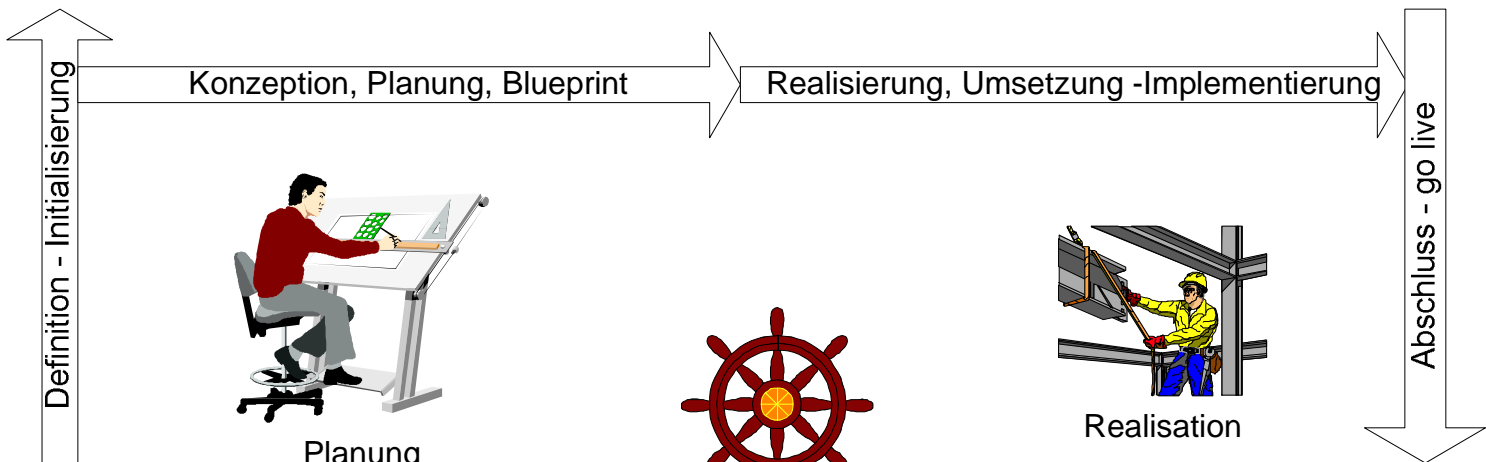 Definition - Initialisierung
Konzeption, Planung, Blueprint
Realisierung, Umsetzung -Implementierung
Abschluss - go live
Planung
Realisation